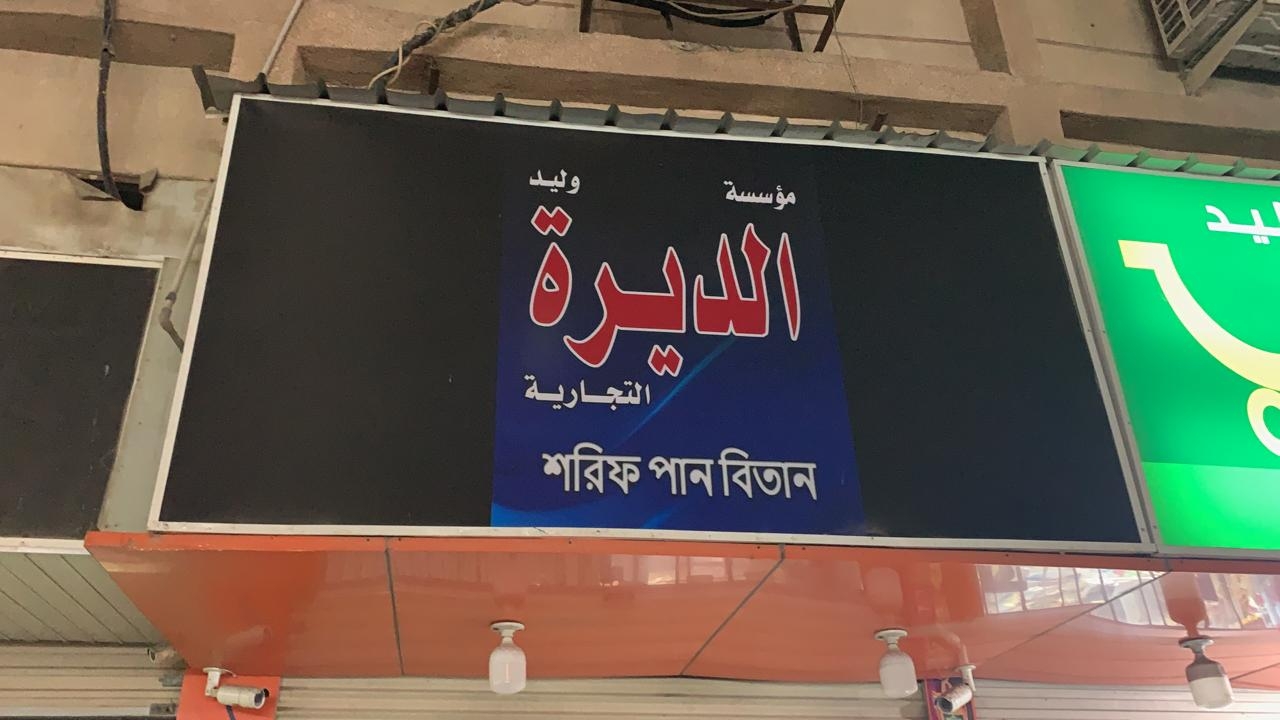 مؤسسة وليد
الديرة
التجارية
শরিফ পান বিতান